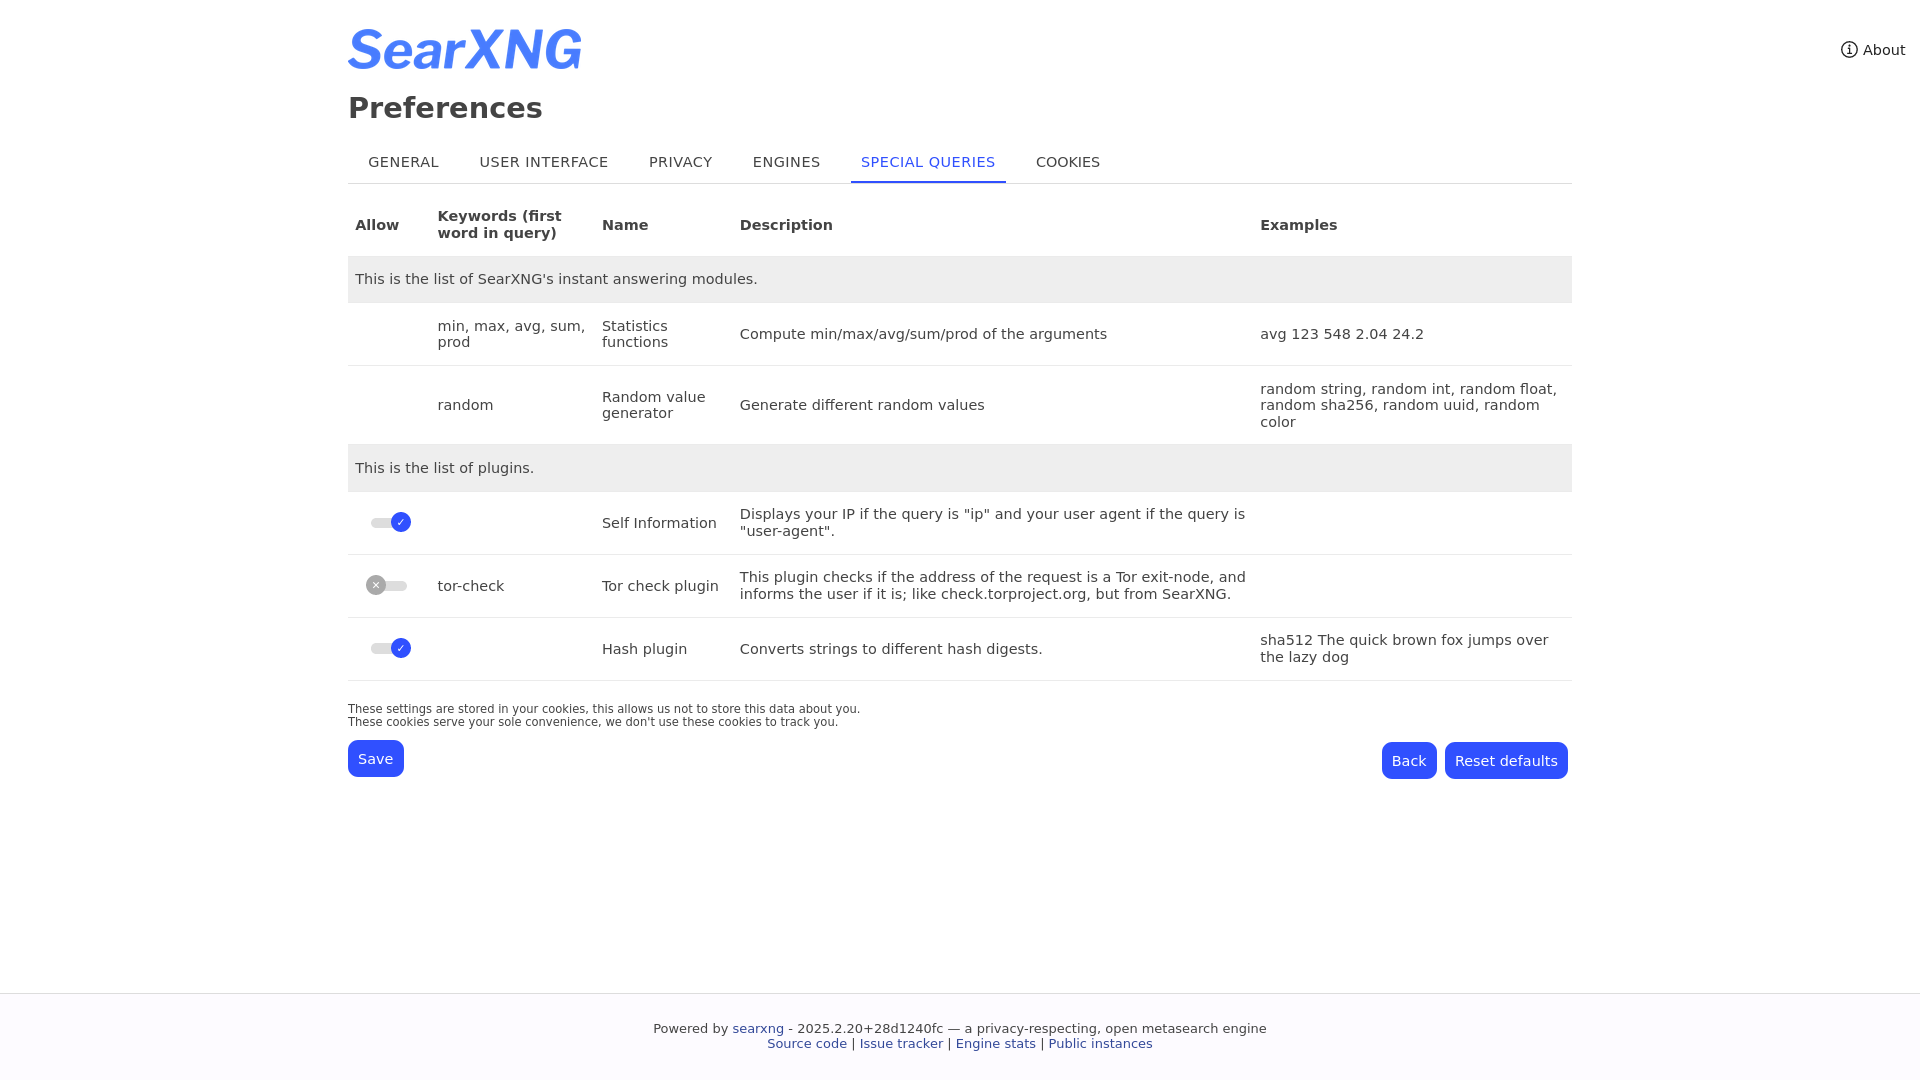 SearXNG
About
Preferences
GENERAL USER INTERFACE PRIVACY ENGINES SPECIAL QUERIES COOKIES
Allow
Keywords (first
word in query)
Name
Description
Examples
This is the list of SearXNG's instant answering modules.
min, max, avg, sum,
prod
Statistics
functions
Compute min/max/avg/sum/prod of the arguments
avg 123 548 2.04 24.2
random
Random value
generator
Generate different random values
random string, random int, random float,
random sha256, random uuid, random
color
This is the list of plugins.
Self Information
Displays your IP if the query is "ip" and your user agent if the query is
"user-agent".
tor-check
Tor check plugin
This plugin checks if the address of the request is a Tor exit-node, and
informs the user if it is; like check.torproject.org, but from SearXNG.
Hash plugin
Converts strings to different hash digests.
sha512 The quick brown fox jumps over
the lazy dog
These settings are stored in your cookies, this allows us not to store this data about you.
These cookies serve your sole convenience, we don't use these cookies to track you.
Save
Back
Reset defaults
Powered by searxng - 2025.2.20+28d1240fc — a privacy-respecting, open metasearch engine
Source code | Issue tracker | Engine stats | Public instances